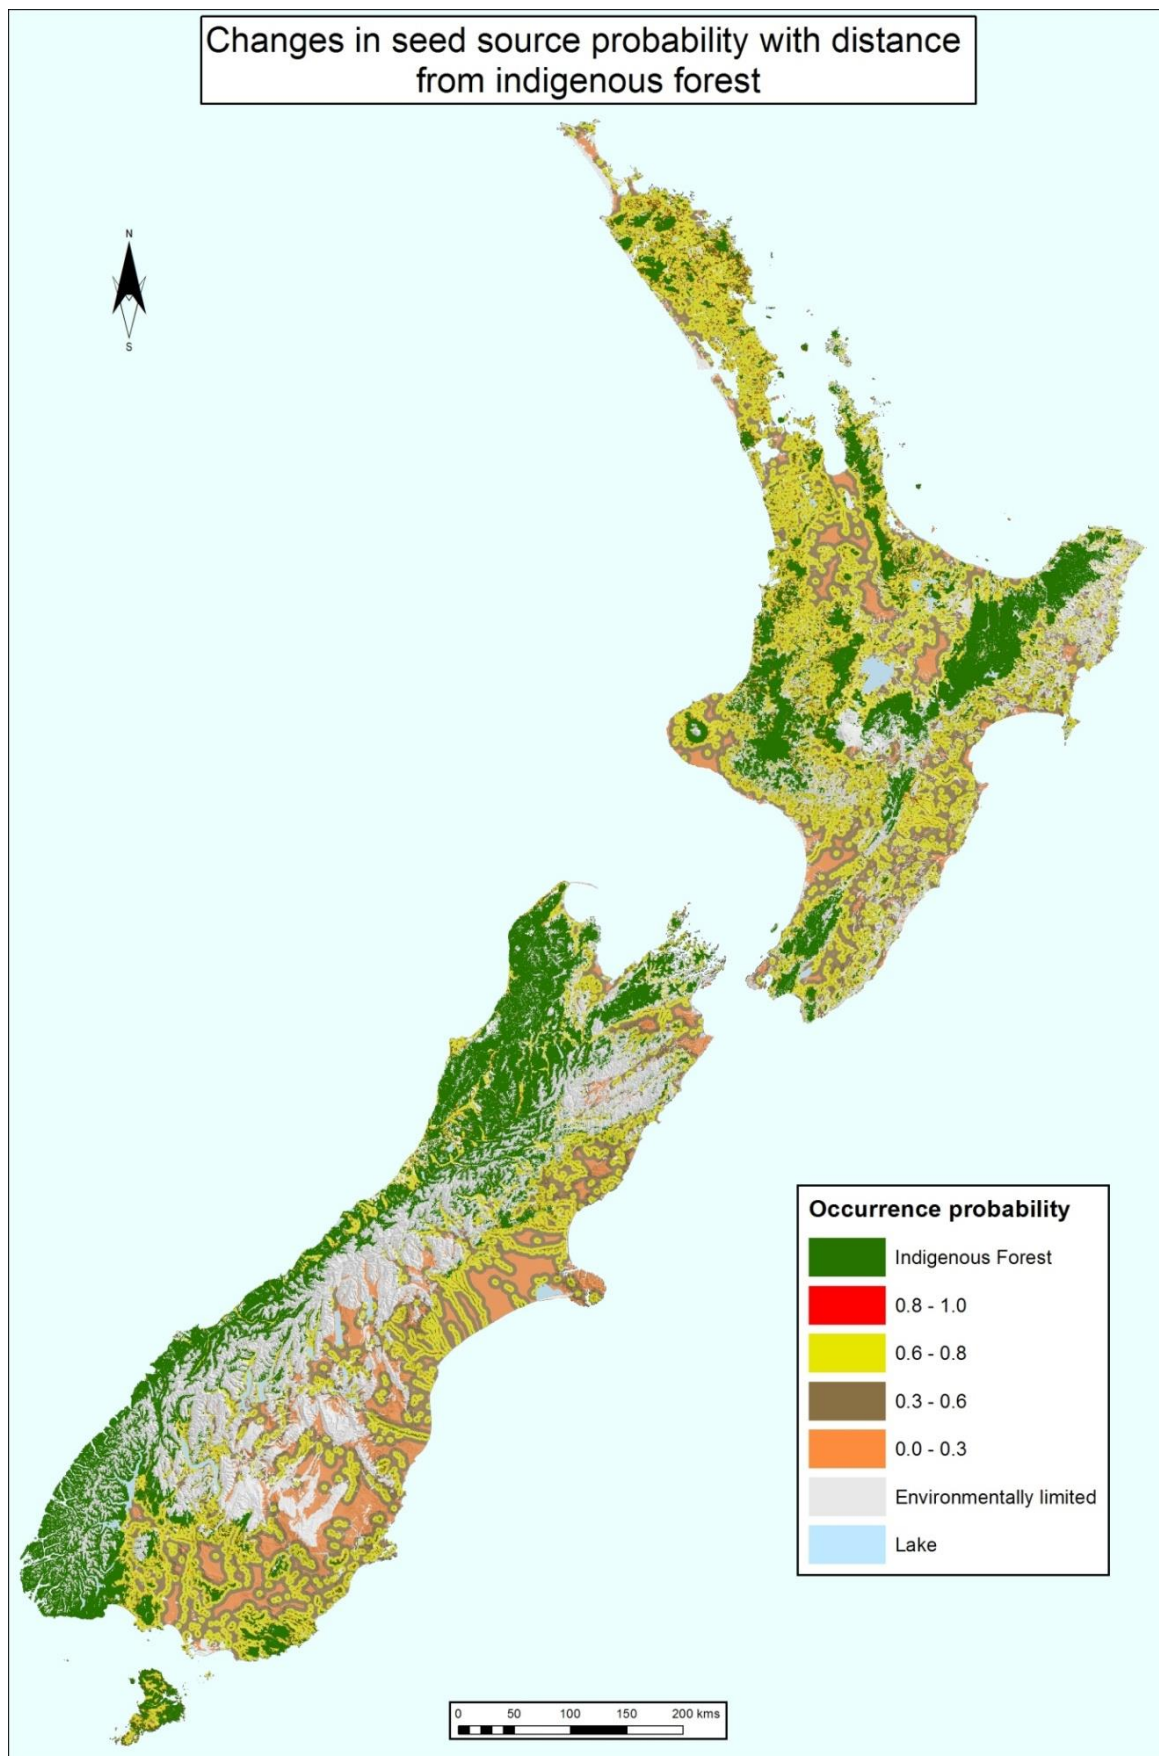 Changes in seed source probability with distance
from indigenous forest
N
S
Occurrence probability
Indigenous Forest
0.8 - 1.0
0.6 - 0.8
0.3 - 0.6
0.0 - 0.3
Environmentally limited
Lake
0 50 100 150 200 kms